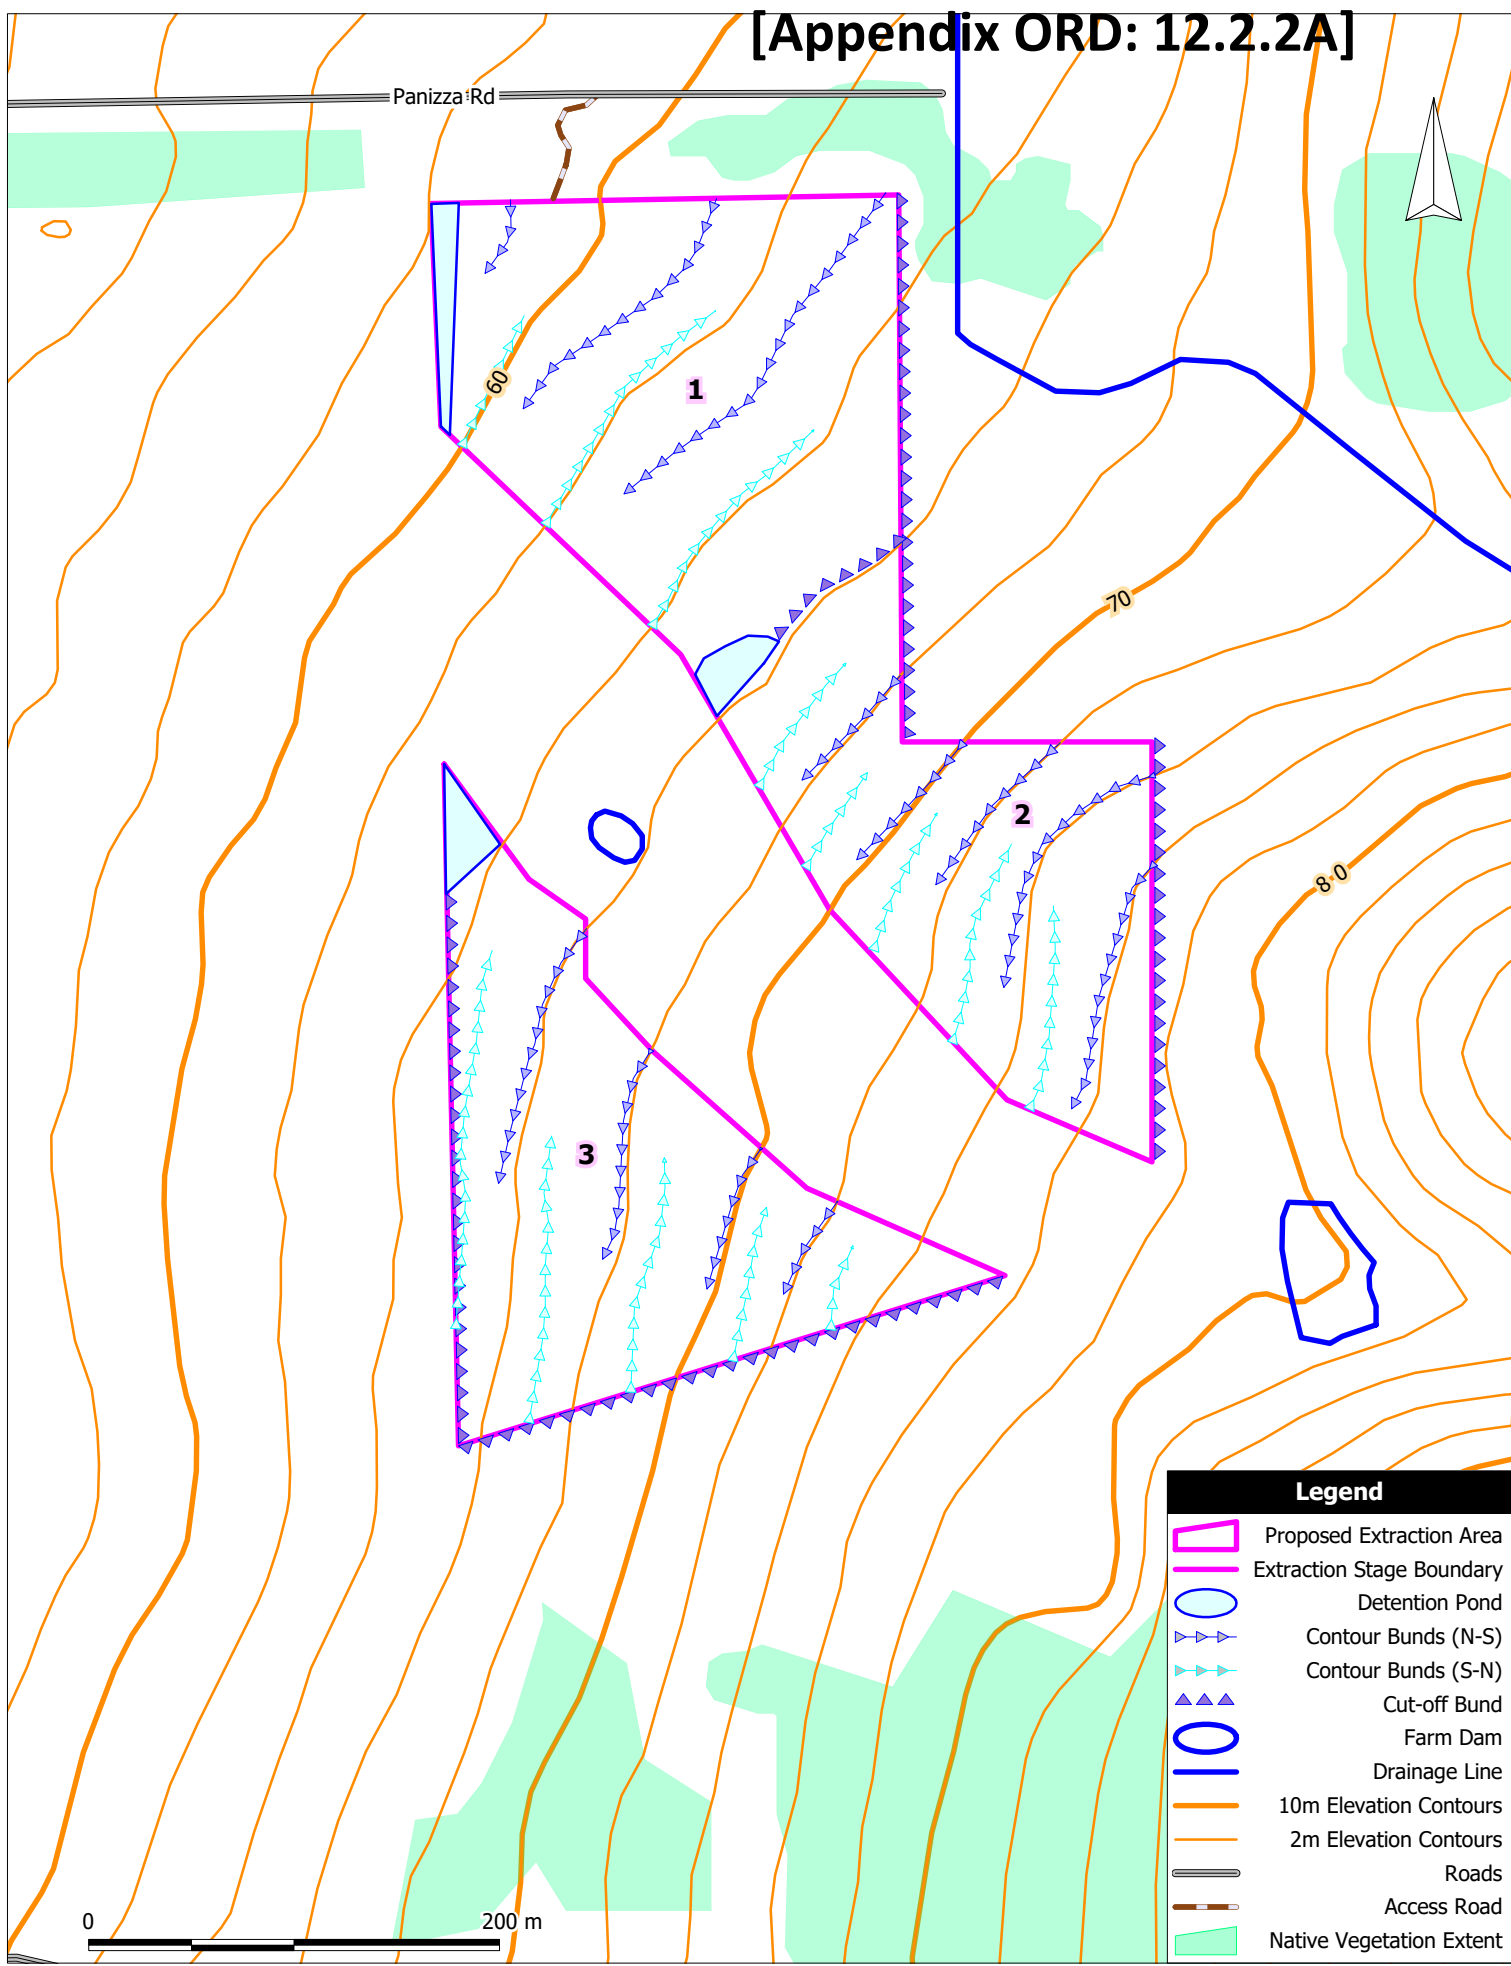 [Appendix ORD: 12.2.2A]
Panizza Rd
60
1
70
2
8 0
3
Legend
Proposed Extraction Area
Extraction Stage Boundary
Detention Pond
Contour Bunds (N-S)
Contour Bunds (S-N)
Cut-off Bund
Farm Dam
Drainage Line
10m Elevation Contours
2m Elevation Contours
Roads
Access Road
Native Vegetation Extent
0 200 m